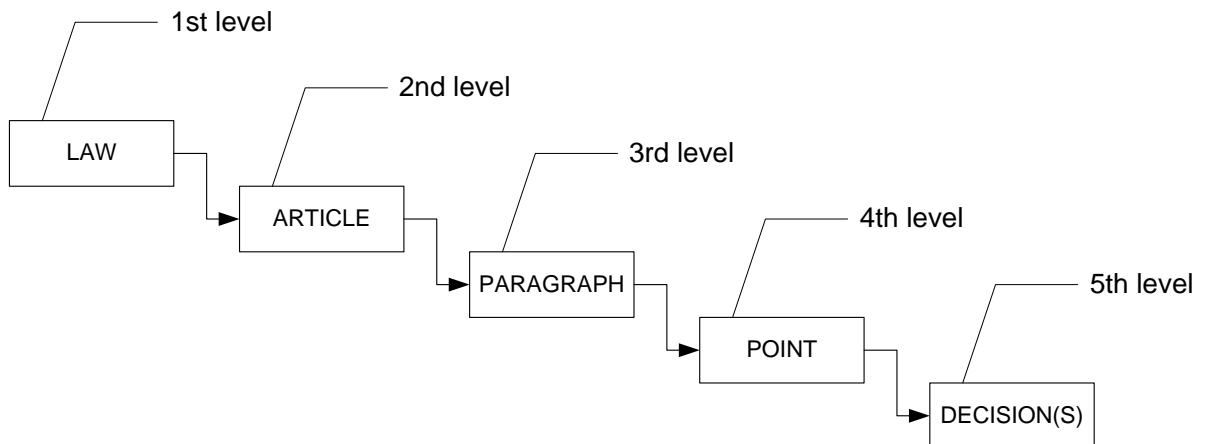 1st level
LAW
2nd level
ARTICLE
3rd level
PARAGRAPH
4th level
POINT
5th level
DECISION(S)